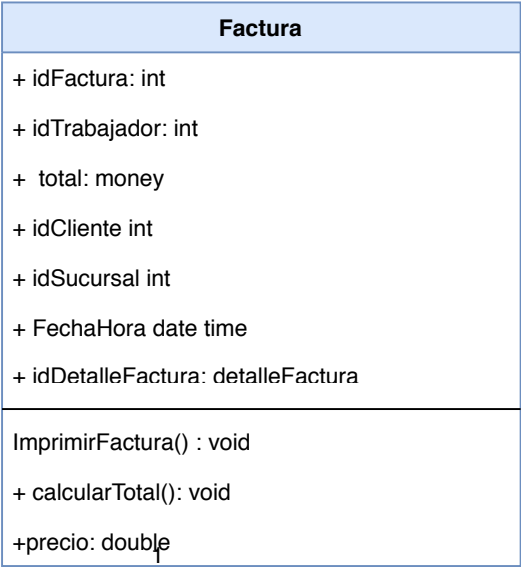 Factura
+ idFactura: int
+ idTrabajador: int
+  total: money
+ idCliente int
+ idSucursal int
+ FechaHora date time
+ idDetalleFactura: detalleFactura
ImprimirFactura() : void
+ calcularTotal(): void
+precio: double
1